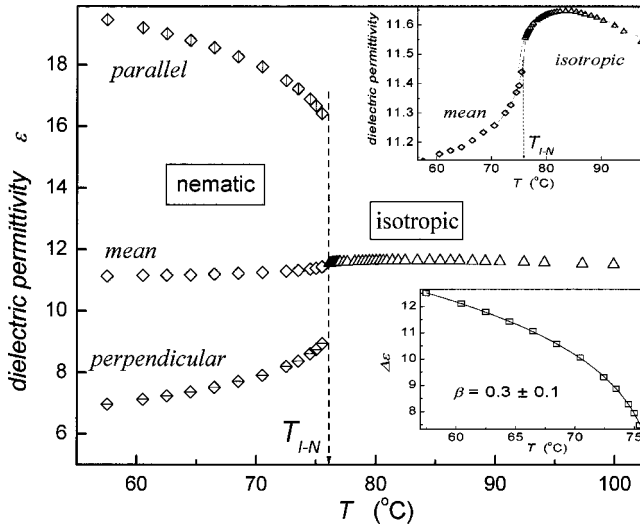 dielectric permittivity ε
18
16
14
12
10
8
6
parallel
nematic
mean
perpendicular
T_I-N
isotropic
80
90
100
T (°C)
60
70
dielectric permittivity
11.6
11.5
11.4
11.3
11.2
mean
isotropic
T_I-N
60
70
80
90
T (°C)
Δε
12
11
10
9
8
β = 0.3 ± 0.1
60
65
70
75
T (°C)